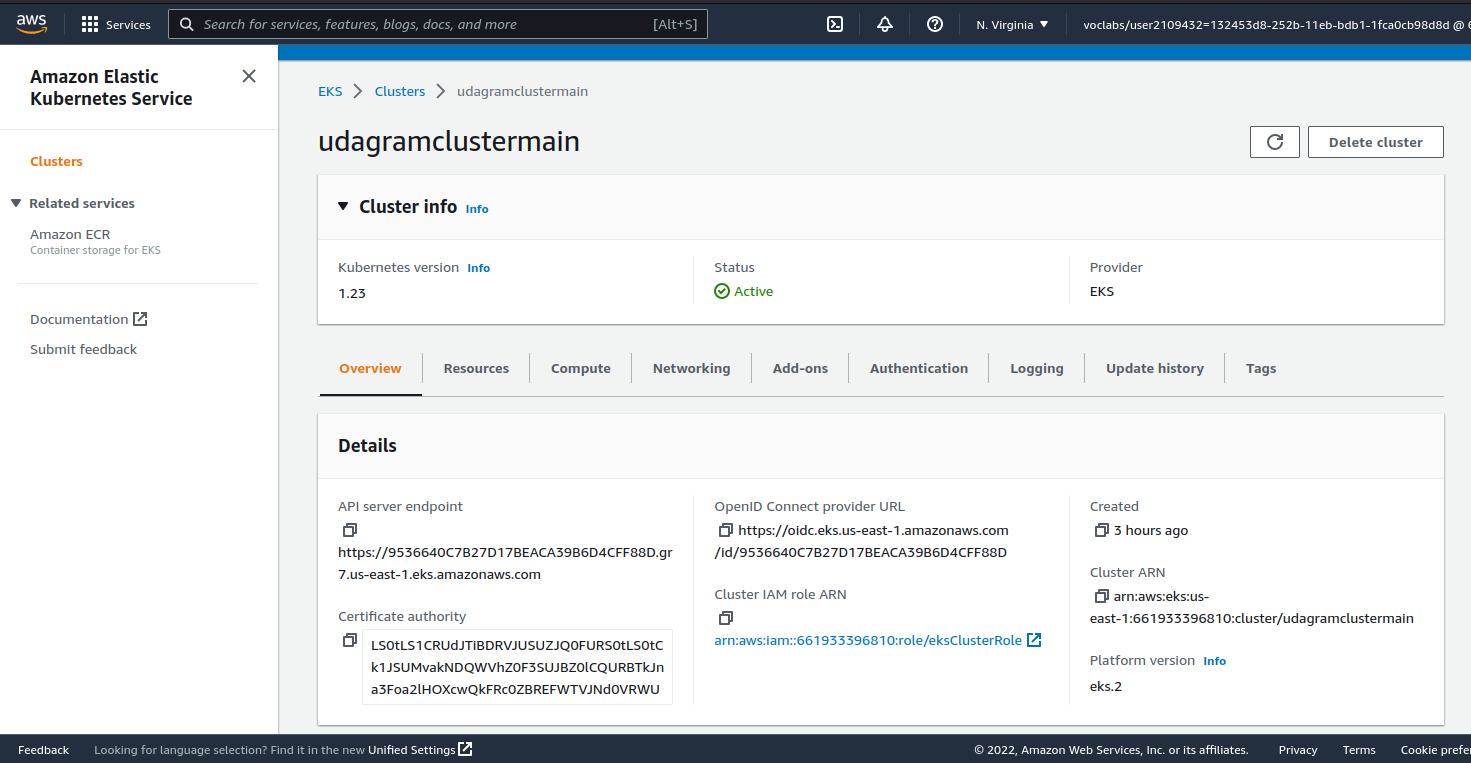 aws
Services
Search for services, features, blogs, docs, and more
[Alt+S]
N. Virginia
voclabs/user2109432=132453d8-252b-11eb-bdb1-1fca0cb98d8d @ 6
Amazon Elastic
Kubernetes Service
Clusters
Related services
Amazon ECR
Container storage for EKS
Documentation
Submit feedback
EKS
Clusters
udagramclustermain
udagramclustermain
Delete cluster
Cluster info Info
Kubernetes version Info
1.23
Status
Active
Provider
EKS
Overview
Resources
Compute
Networking
Add-ons
Authentication
Logging
Update history
Tags
Details
API server endpoint
https://9536640C7B27D17BEACA39B6D4CFF88D.gr
7.us-east-1.eks.amazonaws.com
Certificate authority
LS0tLS1CRUdJTiBDRVJUSUZJQ0FURS0tLS0tC
k1JSUMvakNDQWVhZ0F3SUJBZ0lCQURBTkJn
a3Foa2lHOXcwQkFRc0ZBREFWTVJNd0VRWU
OpenID Connect provider URL
https://oidc.eks.us-east-1.amazonaws.com
/id/9536640C7B27D17BEACA39B6D4CFF88D
Cluster IAM role ARN
arn:aws:iam::661933396810:role/eksClusterRole
Created
3 hours ago
Cluster ARN
arn:aws:eks:us-
east-1:661933396810:cluster/udagramclustermain
Platform version Info
eks.2
Feedback
Looking for language selection? Find it in the new Unified Settings
© 2022, Amazon Web Services, Inc. or its affiliates.
Privacy
Terms
Cookie prefer